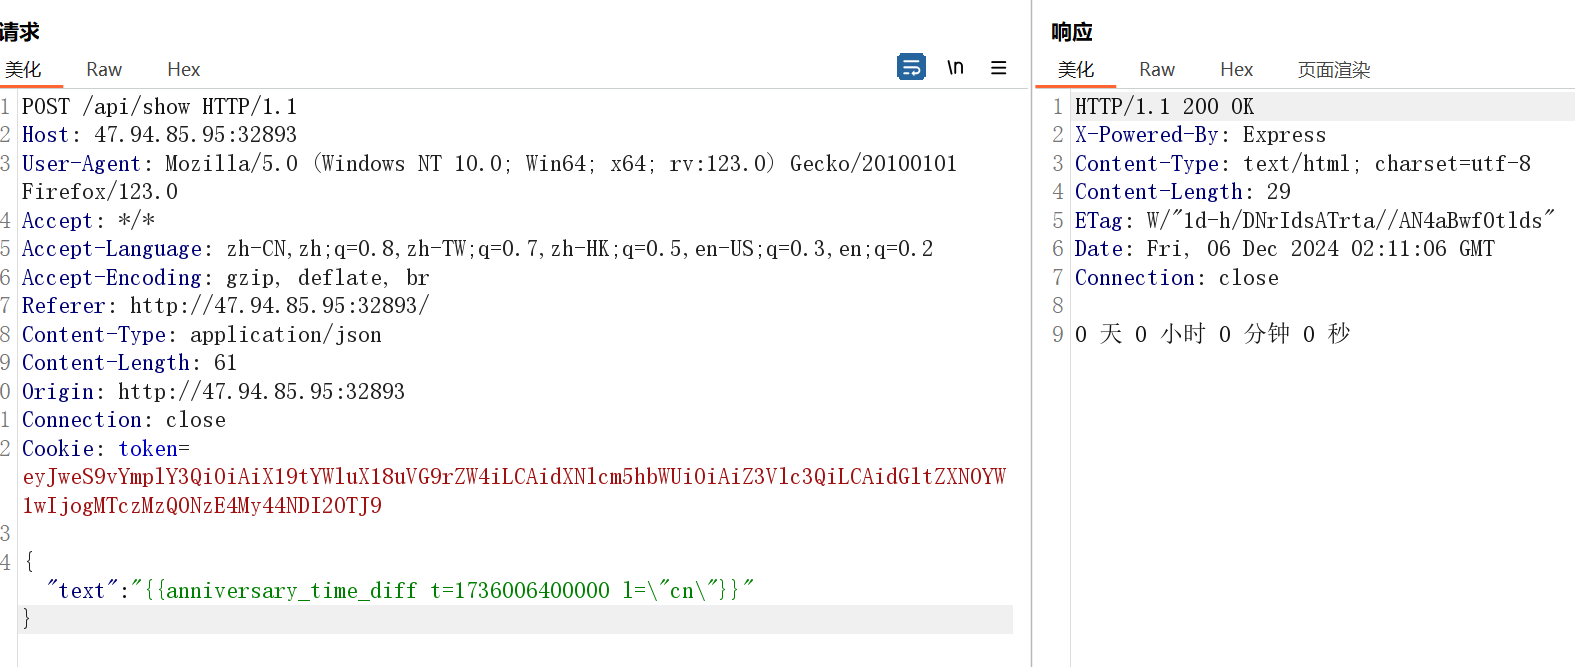 请求
美化 Raw Hex \n
1 POST /api/show HTTP/1.1
2 Host: 47.94.85.95:32893
3 User-Agent: Mozilla/5.0 (Windows NT 10.0; Win64; x64; rv:123.0) Gecko/20100101
Firefox/123.0
4 Accept: */*
5 Accept-Language: zh-CN,zh;q=0.8,zh-TW;q=0.7,zh-HK;q=0.5,en-US;q=0.3,en;q=0.2
6 Accept-Encoding: gzip, deflate, br
7 Referer: http://47.94.85.95:32893/
8 Content-Type: application/json
9 Content-Length: 61
0 Origin: http://47.94.85.95:32893
1 Connection: close
2 Cookie: token=
eyJweS9vYmplY3QiOiAiX19tYWluX18uVG9rZW4iLCAidXNlcm5hbWUiOiAiZ3Vlc3QiLCAidGltZXN0YW
1wIjogMTczMzQ0NzE4My44NDI2OTJ9
3
4 {
"text":"{{anniversary_time_diff t=1736006400000 l=\"cn\"}}"
}
响应
美化 Raw Hex 页面渲染
1 HTTP/1.1 200 OK
2 X-Powered-By: Express
3 Content-Type: text/html; charset=utf-8
4 Content-Length: 29
5 ETag: W/"1d-h/DNrIdsATrta//AN4aBwfOtlds"
6 Date: Fri, 06 Dec 2024 02:11:06 GMT
7 Connection: close
8
9 0 天 0 小时 0 分钟 0 秒